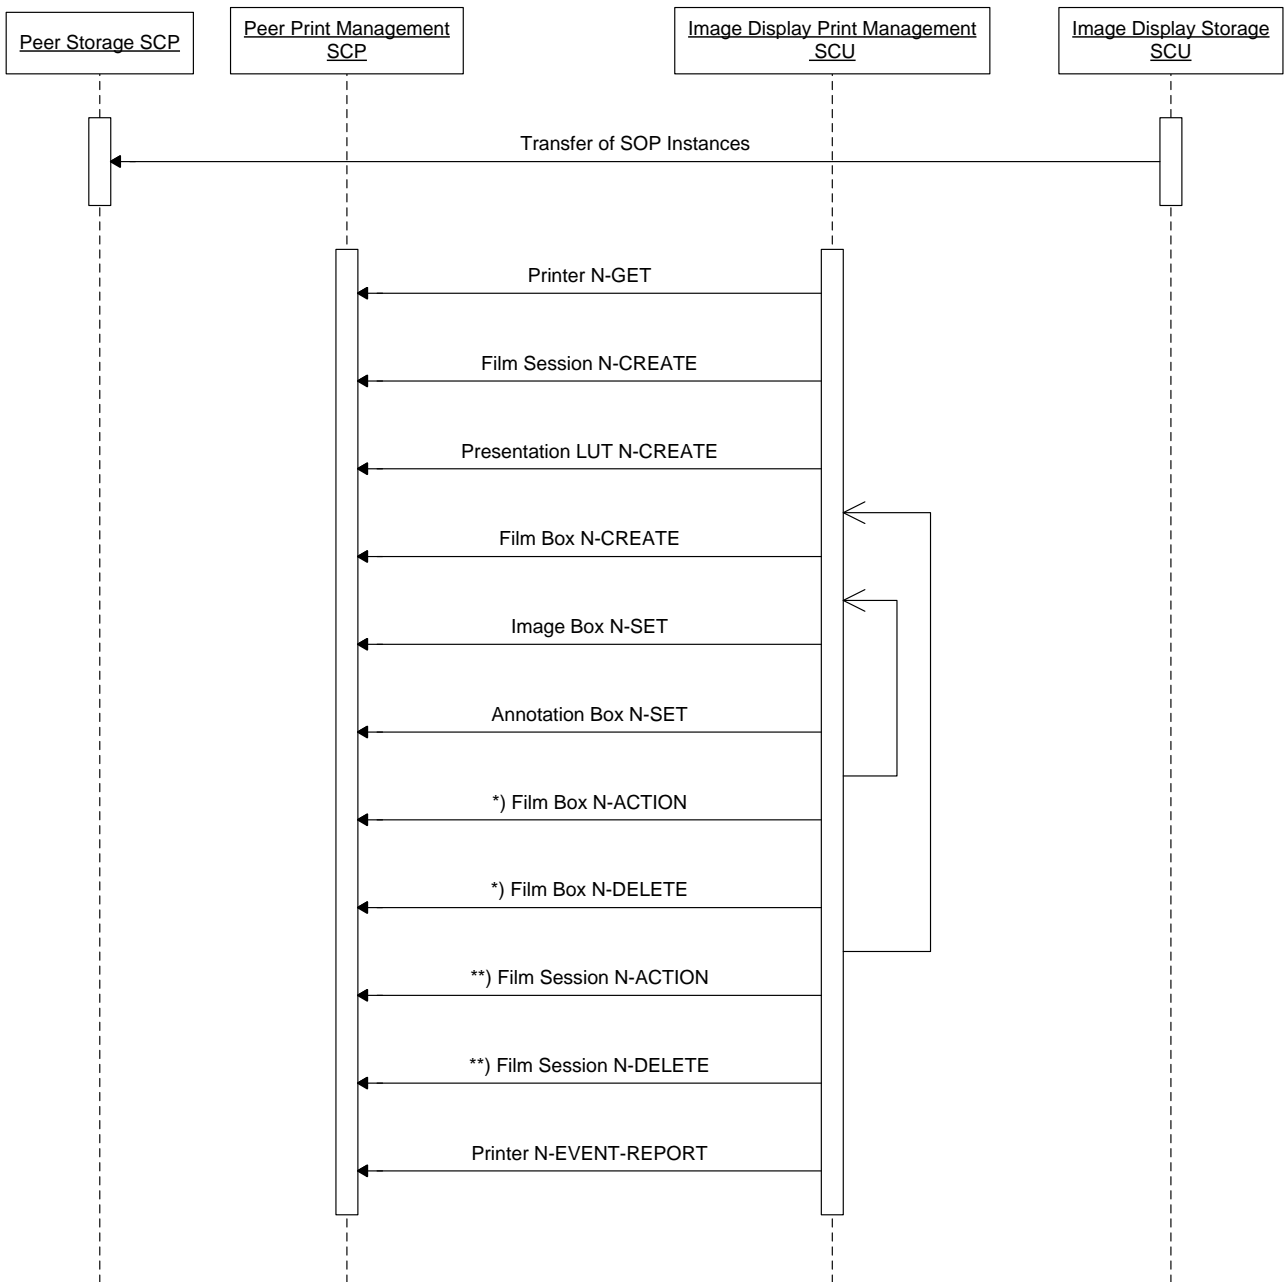 Peer Storage SCP
Peer Print Management
SCP
Image Display Print Management
SCU
Image Display Storage
SCU
Transfer of SOP Instances
Printer N-GET
Film Session N-CREATE
Presentation LUT N-CREATE
Film Box N-CREATE
Image Box N-SET
Annotation Box N-SET
*) Film Box N-ACTION
*) Film Box N-DELETE
**) Film Session N-ACTION
**) Film Session N-DELETE
Printer N-EVENT-REPORT